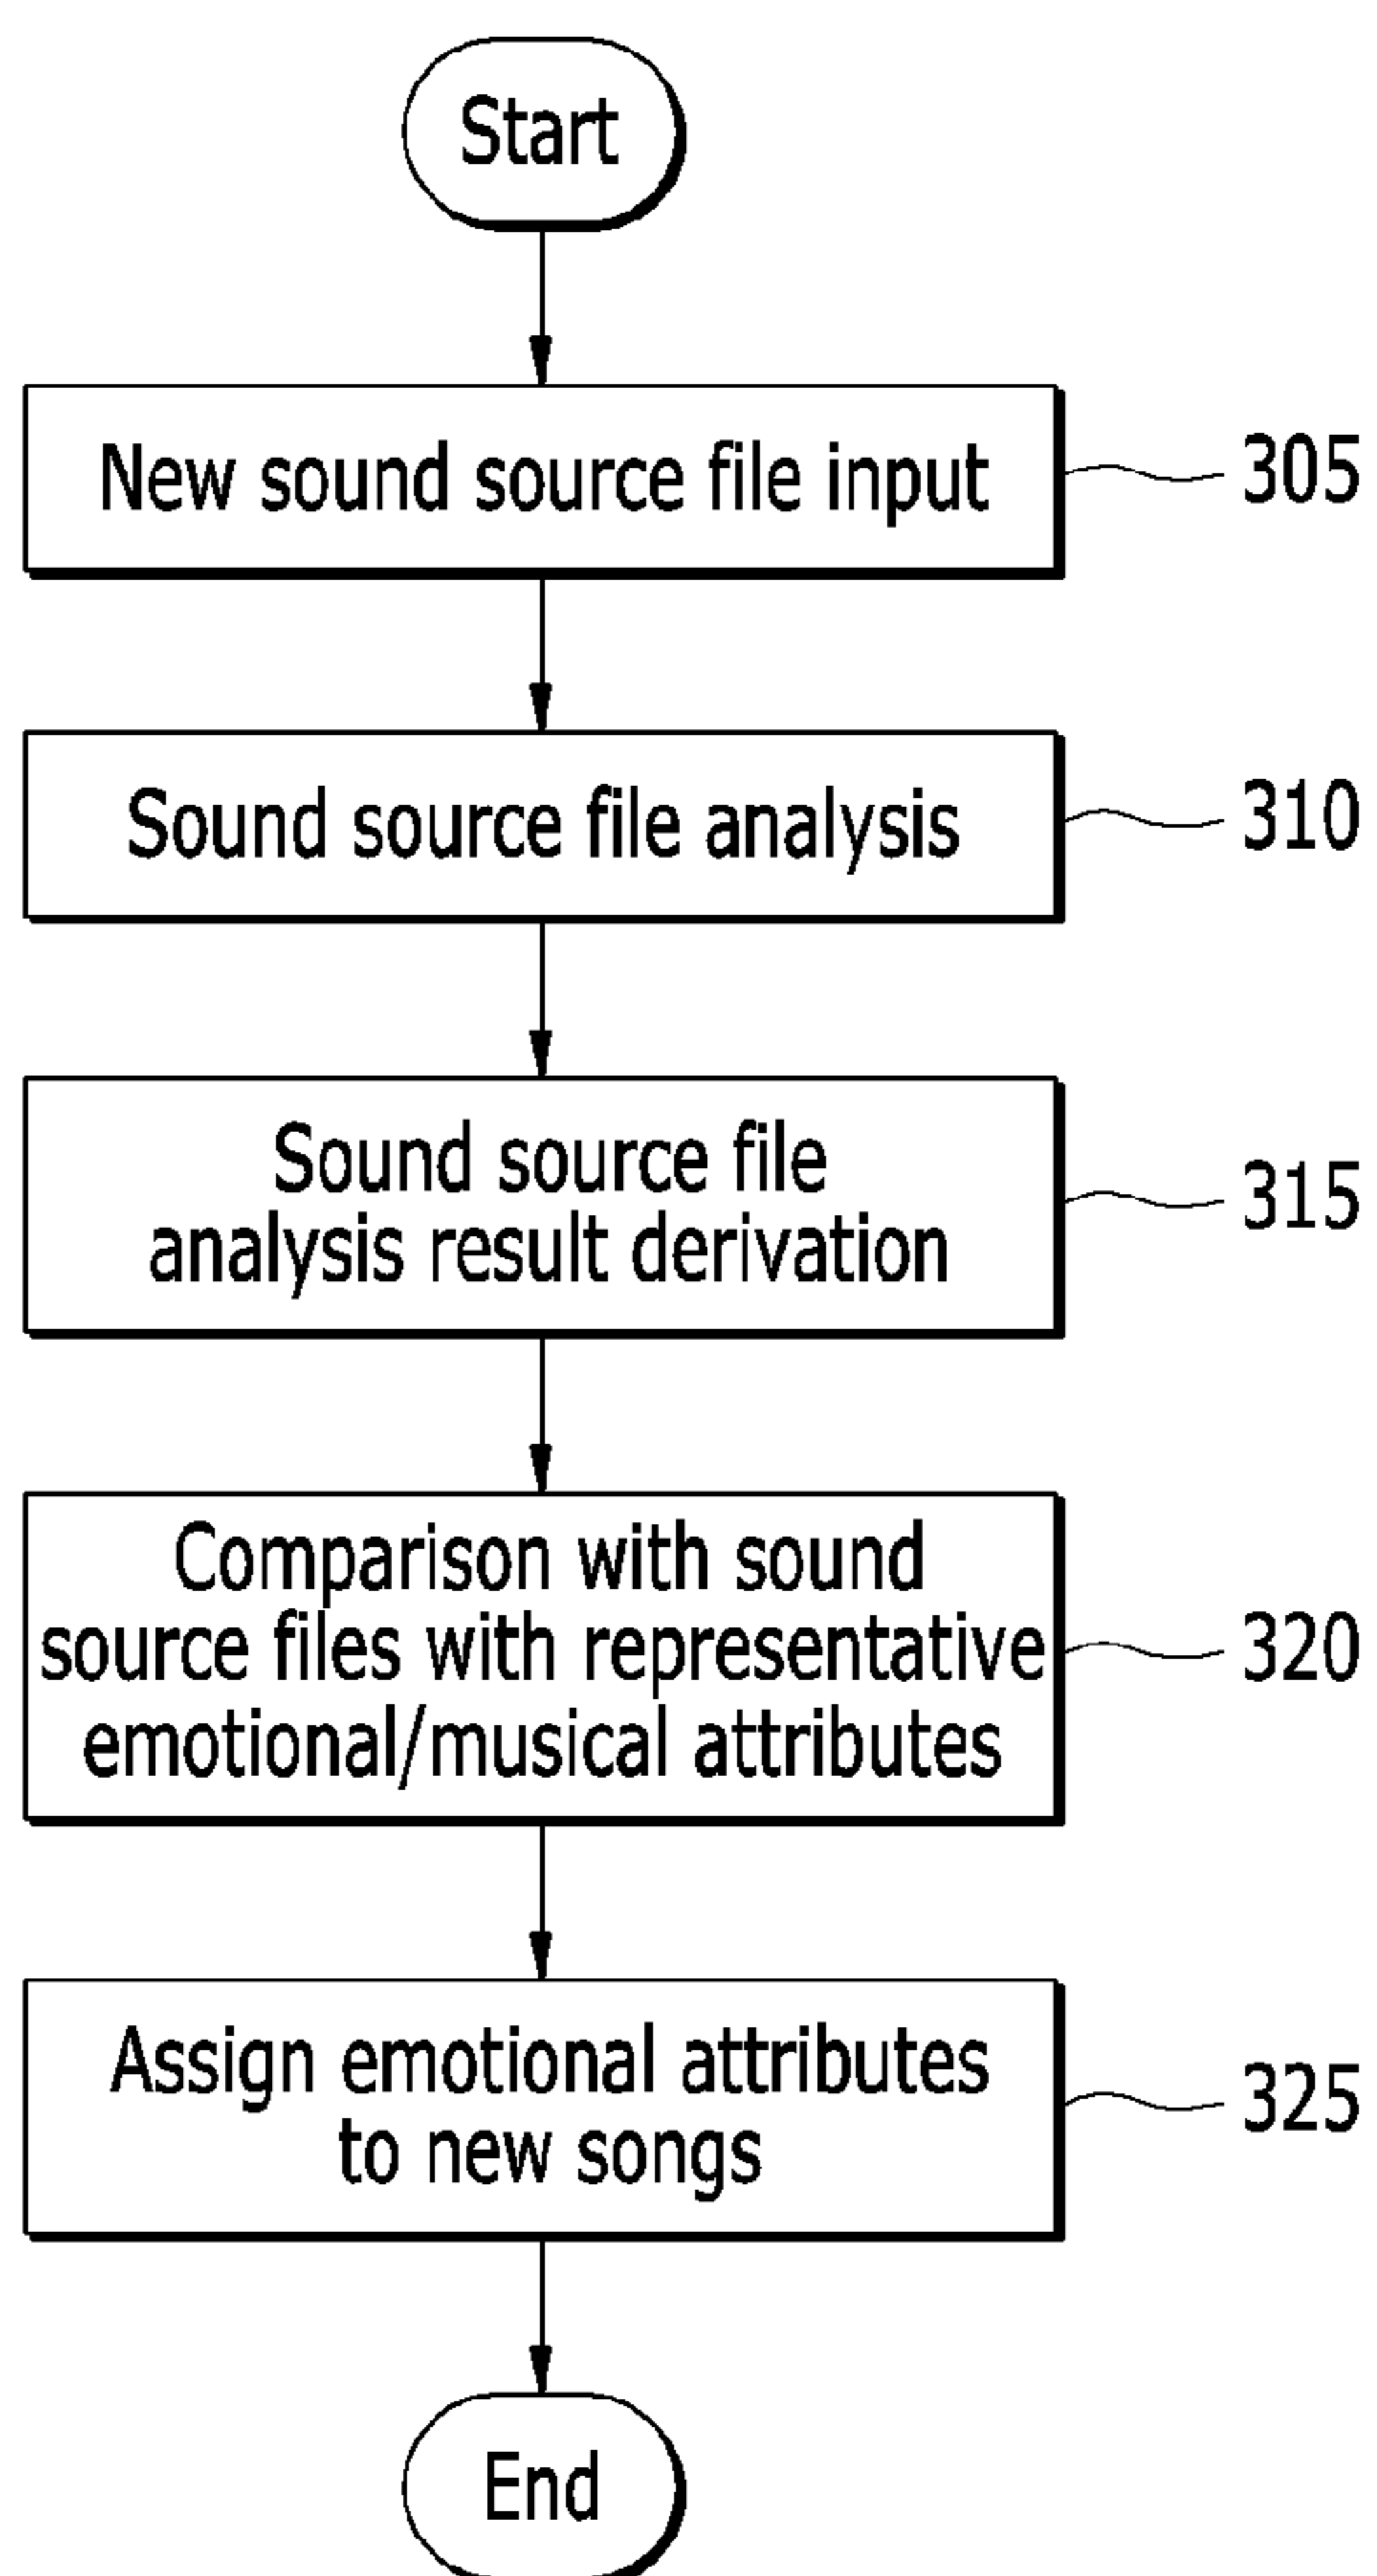 Start
New sound source file input
305
Sound source file analysis
310
Sound source file
analysis result derivation
315
Comparison with sound
source files with representative
emotional/musical attributes
320
Assign emotional attributes
to new songs
325
End